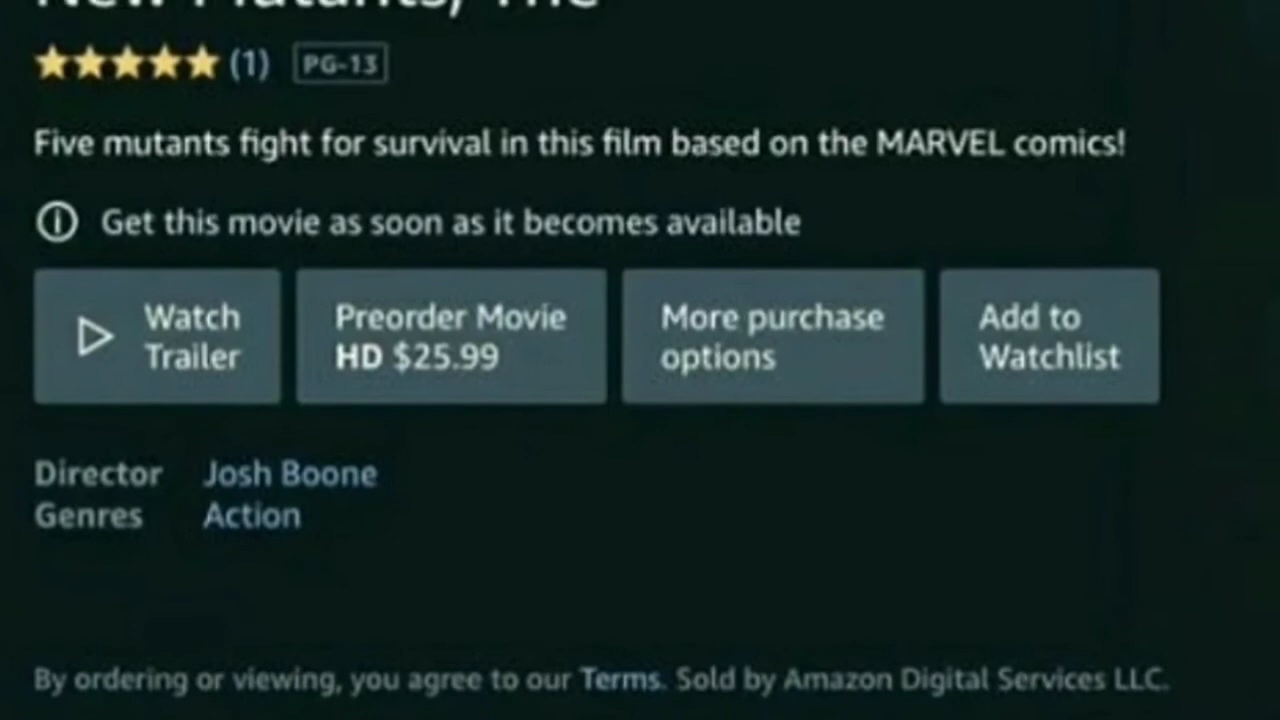 New Mutants, The
(1) PG-13
Five mutants fight for survival in this film based on the MARVEL comics!
Get this movie as soon as it becomes available
Watch
Trailer
Preorder Movie
HD $25.99
More purchase
options
Add to
Watchlist
Director Josh Boone
Genres Action
By ordering or viewing, you agree to our Terms. Sold by Amazon Digital Services LLC.